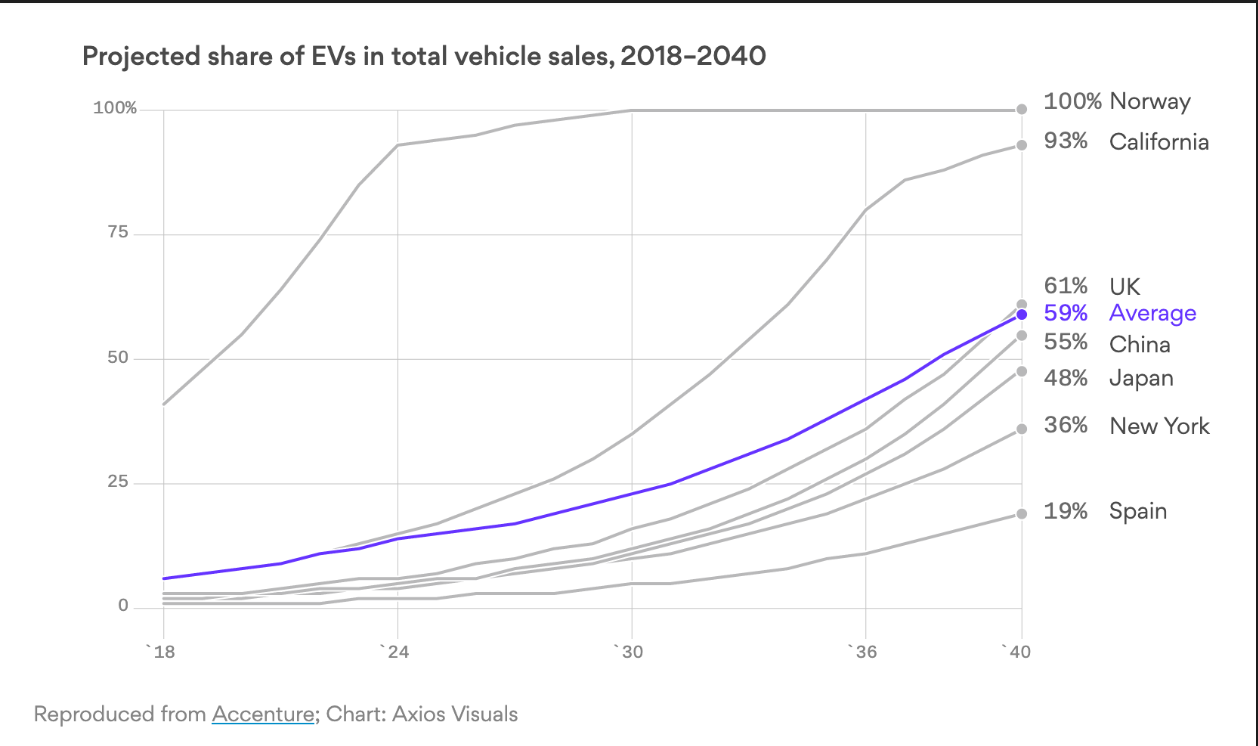 Projected share of EVs in total vehicle sales, 2018–2040
100%
75
50
25
0
`18
`24
`30
`36
`40
100% Norway
93% California
61% UK
59% Average
55% China
48% Japan
36% New York
19% Spain
Reproduced from Accenture; Chart: Axios Visuals